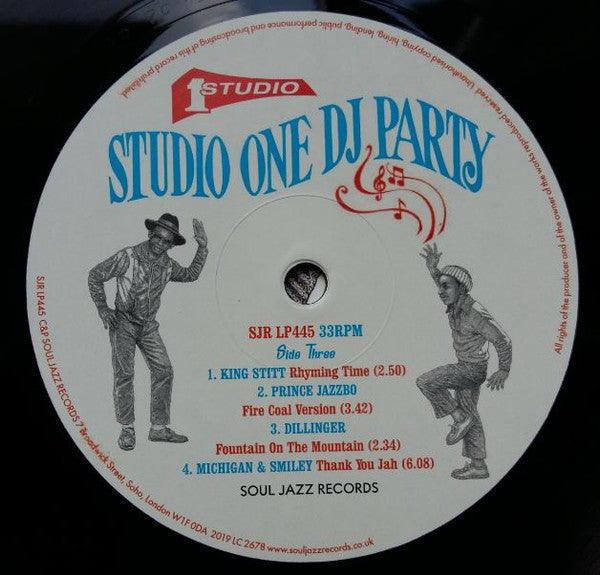 1 STUDIO
STUDIO ONE DJ PARTY
SJR LP445 33RPM
Side Three
1. KING STITT Rhyming Time (2.50)
2. PRINCE JAZZBO
Fire Coal Version (3.42)
3. DILLINGER
Fountain On The Mountain (2.34)
4. MICHIGAN & SMILEY Thank You Jah (6.08)
SOUL JAZZ RECORDS
SJR LP445 C&P SOUL JAZZ RECORDS 7 Broadwick Street, Soho, London W1F 0DA 2019 LC 2678 www.souljazzrecords.co.uk
All rights of the producer and of the owner of the works reproduced reserved. Unauthorised copying, hiring, lending, public performance and broadcasting of this record prohibited.